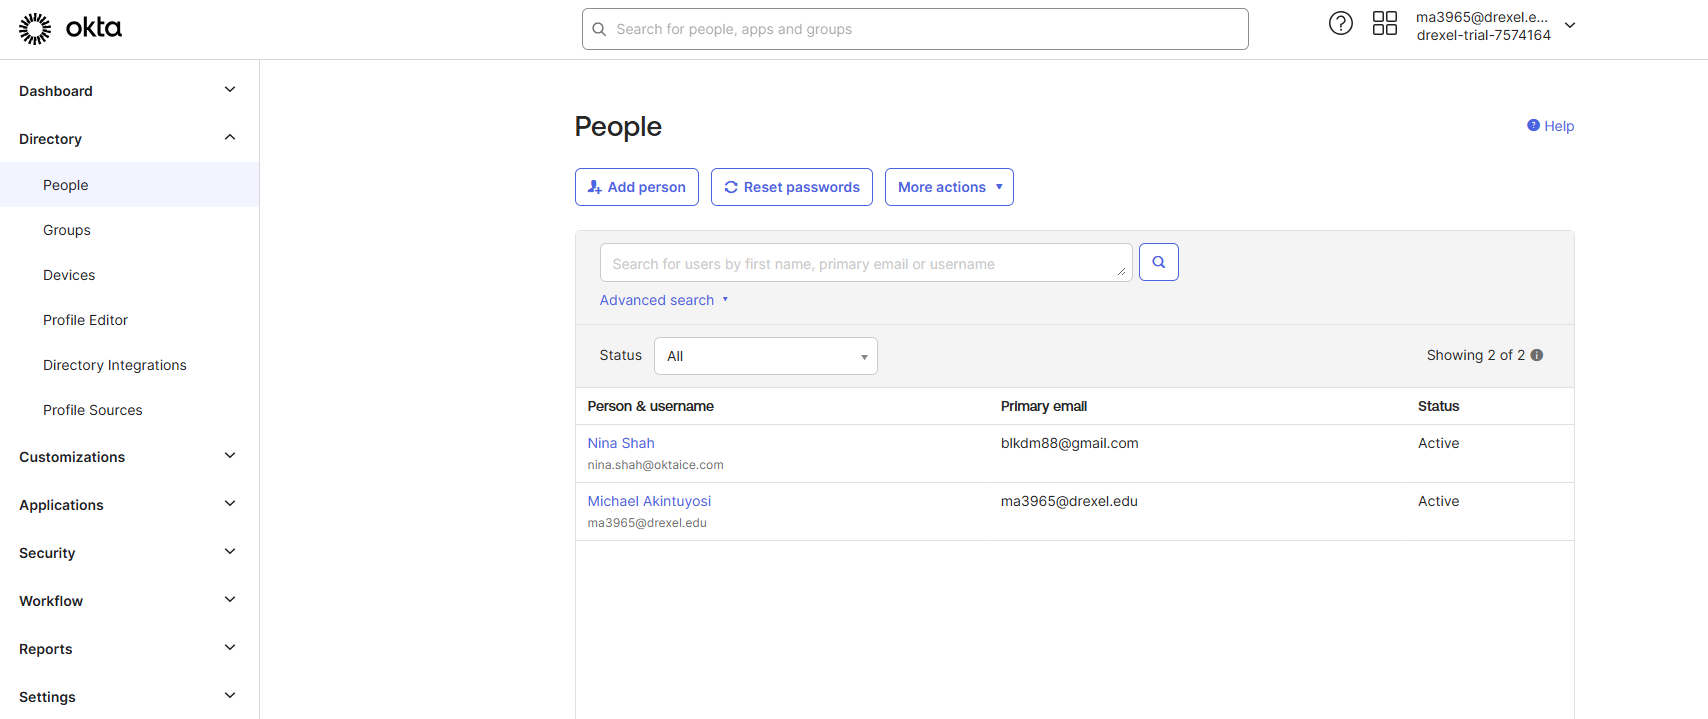 okta
Search for people, apps and groups
ma3965@drexel.e...
drexel-trial-7574164
Dashboard
Directory
People
Groups
Devices
Profile Editor
Directory Integrations
Profile Sources
Customizations
Applications
Security
Workflow
Reports
Settings
People
Help
Add person
Reset passwords
More actions
Search for users by first name, primary email or username
Advanced search
Status
All
Showing 2 of 2
Person & username Primary email Status
Nina Shah blkdm88@gmail.com Active
nina.shah@oktaice.com
Michael Akintuyosi ma3965@drexel.edu Active
ma3965@drexel.edu